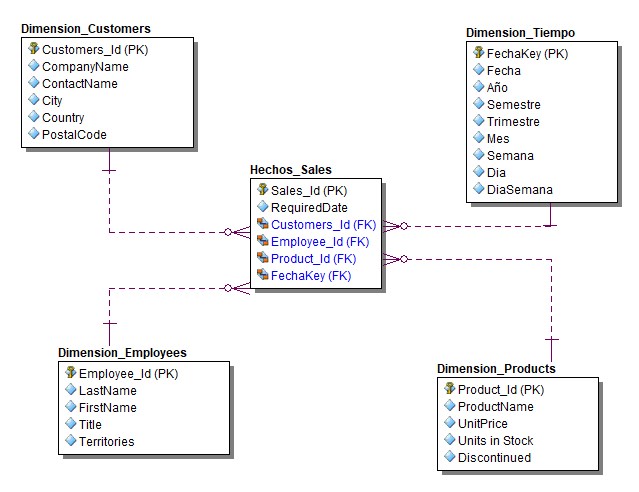 Dimension_Customers
Customers_Id (PK)
CompanyName
ContactName
City
Country
PostalCode
Dimension_Tiempo
FechaKey (PK)
Fecha
Año
Semestre
Trimestre
Mes
Semana
Dia
DiaSemana
Hechos_Sales
Sales_Id (PK)
RequiredDate
Customers_Id (FK)
Employee_Id (FK)
Product_Id (FK)
FechaKey (FK)
Dimension_Employees
Employee_Id (PK)
LastName
FirstName
Title
Territories
Dimension_Products
Product_Id (PK)
ProductName
UnitPrice
Units in Stock
Discontinued